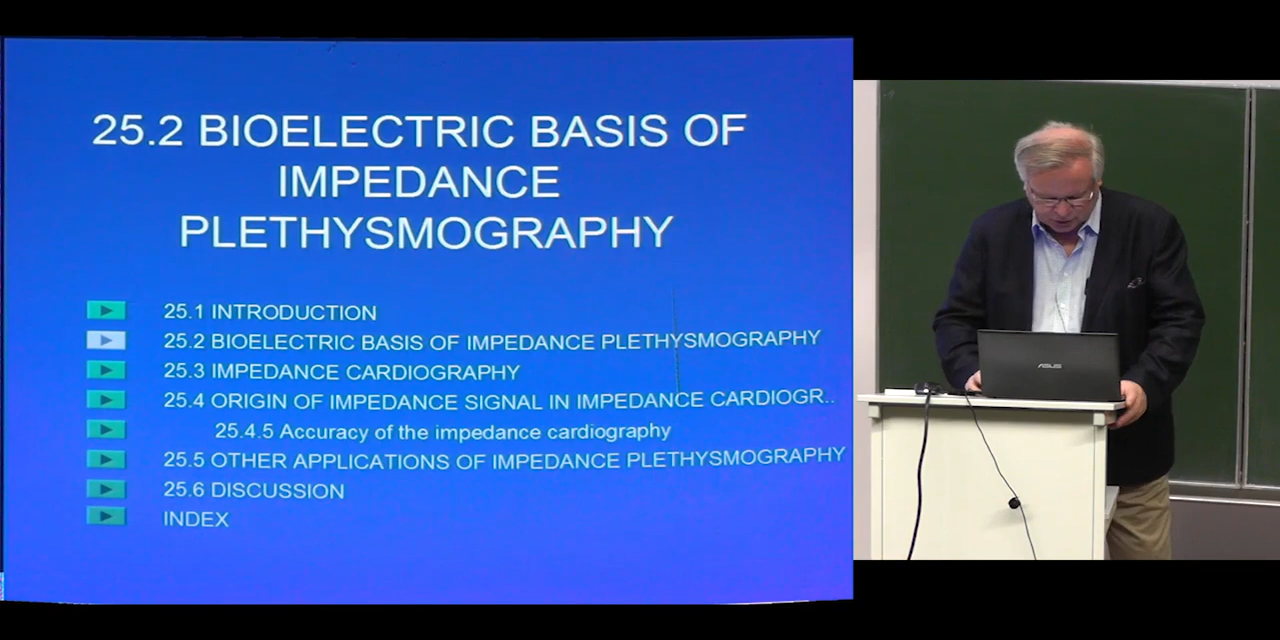 25.2 BIOELECTRIC BASIS OF
IMPEDANCE
PLETHYSMOGRAPHY
25.1 INTRODUCTION
25.2 BIOELECTRIC BASIS OF IMPEDANCE PLETHYSMOGRAPHY
25.3 IMPEDANCE CARDIOGRAPHY
25.4 ORIGIN OF IMPEDANCE SIGNAL IN IMPEDANCE CARDIOGR..
25.4.5 Accuracy of the impedance cardiography
25.5 OTHER APPLICATIONS OF IMPEDANCE PLETHYSMOGRAPHY
25.6 DISCUSSION
INDEX
ASUS